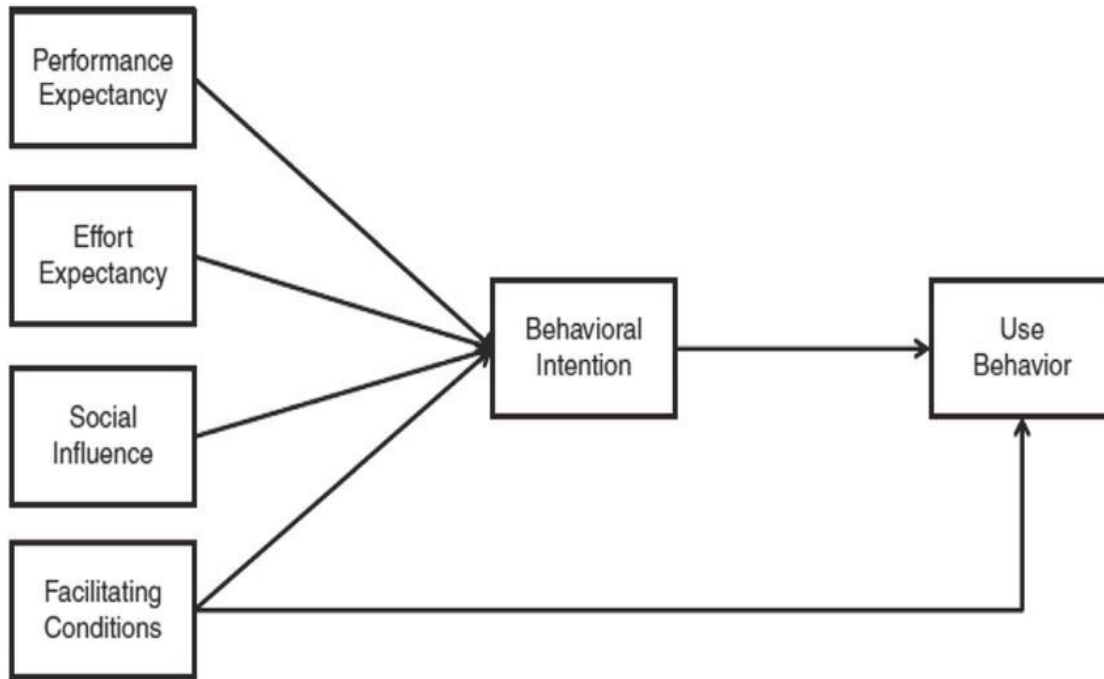 Performance
Expectancy
Effort
Expectancy
Social
Influence
Facilitating
Conditions
Behavioral
Intention
Use
Behavior